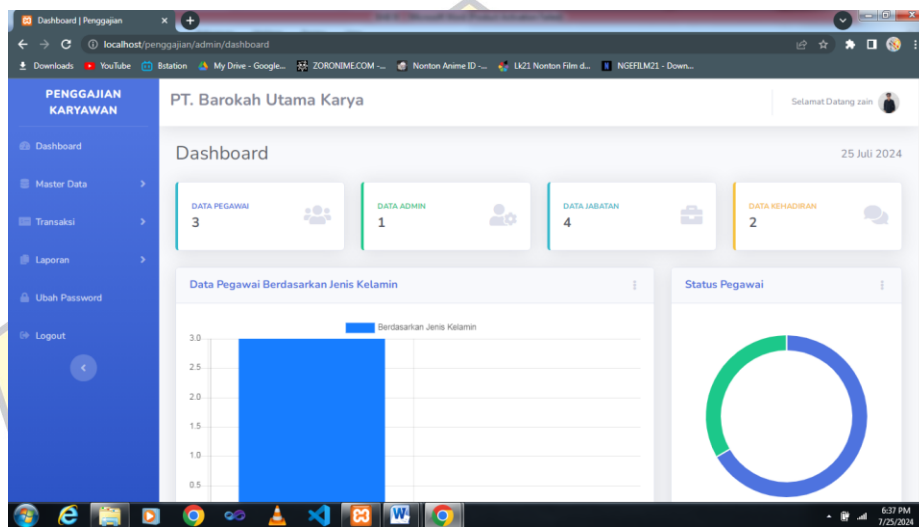 Dashboard | Penggajian
localhost/penggajian/admin/dashboard
Downloads YouTube Bstation My Drive - Google... ZORONIME.COM -... Nonton Anime ID -... Lk21 Nonton Film d... NGEFILM21 - Down...
PENGGAJIAN
KARYAWAN
PT. Barokah Utama Karya
Selamat Datang zain
Dashboard
Master Data
Transaksi
Laporan
Ubah Password
Logout
Dashboard
25 Juli 2024
DATA PEGAWAI
3
DATA ADMIN
1
DATA JABATAN
4
DATA KEHADIRAN
2
Data Pegawai Berdasarkan Jenis Kelamin
Berdasarkan Jenis Kelamin
3.0
2.5
2.0
1.5
1.0
0.5
Status Pegawai
6:37 PM
7/25/2024